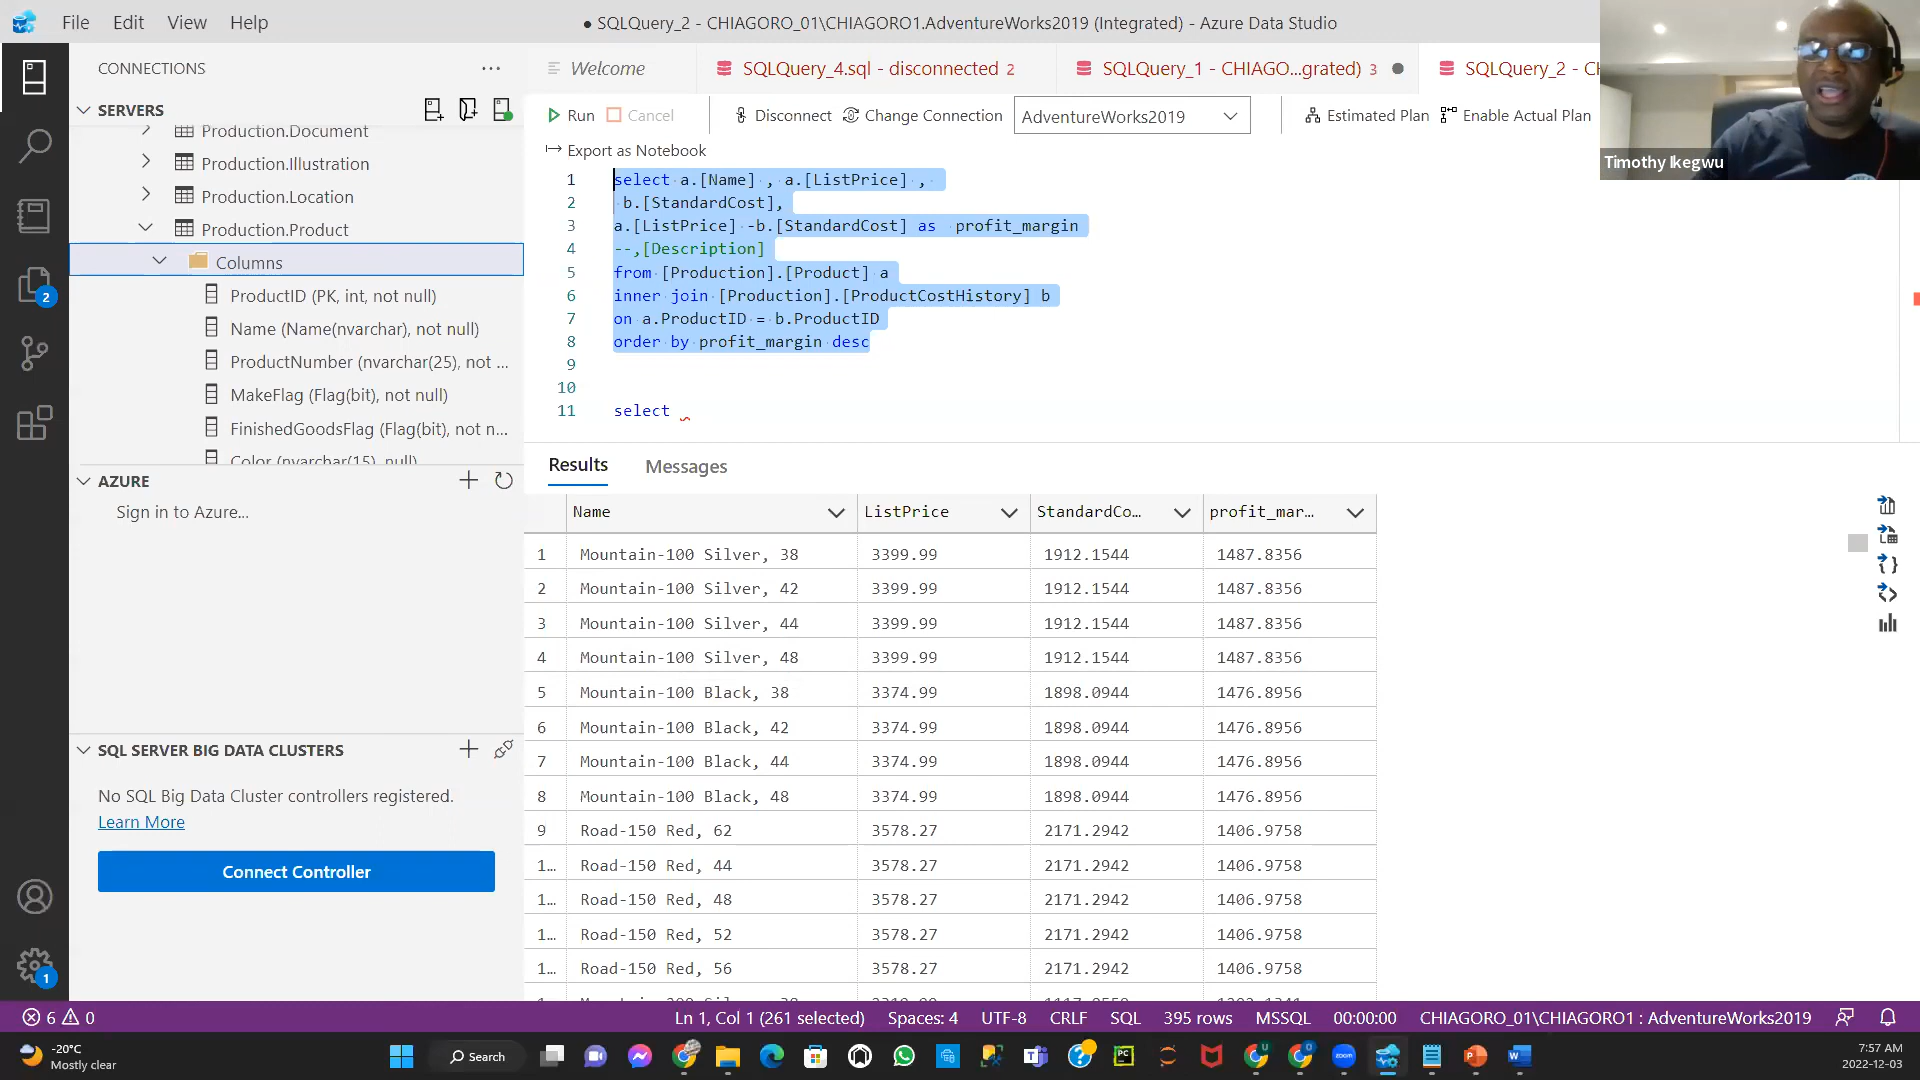 File Edit View Help
● SQLQuery_2 - CHIAGORO_01\CHIAGORO1.AdventureWorks2019 (Integrated) - Azure Data Studio
CONNECTIONS ...
Welcome
SQLQuery_4.sql - disconnected 2
SQLQuery_1 - CHIAGO...grated) 3
SQLQuery_2 - CH
SERVERS
Run Cancel Disconnect Change Connection AdventureWorks2019 Estimated Plan Enable Actual Plan
Export as Notebook
Timothy Ikegwu
Production.Document
Production.Illustration
Production.Location
Production.Product
Columns
ProductID (PK, int, not null)
Name (Name(nvarchar), not null)
ProductNumber (nvarchar(25), not ...
MakeFlag (Flag(bit), not null)
FinishedGoodsFlag (Flag(bit), not n...
Color (nvarchar(15), null)
1 select a.[Name] , a.[ListPrice] ,
2 b.[StandardCost],
3 a.[ListPrice] -b.[StandardCost] as profit_margin
4 --,[Description]
5 from [Production].[Product] a
6 inner join [Production].[ProductCostHistory] b
7 on a.ProductID = b.ProductID
8 order by profit_margin desc
9
10
11 select
AZURE
Sign in to Azure...
SQL SERVER BIG DATA CLUSTERS
No SQL Big Data Cluster controllers registered.
Learn More
Connect Controller
2
1
Results Messages
Name ListPrice StandardCo... profit_mar...
1 Mountain-100 Silver, 38 3399.99 1912.1544 1487.8356
2 Mountain-100 Silver, 42 3399.99 1912.1544 1487.8356
3 Mountain-100 Silver, 44 3399.99 1912.1544 1487.8356
4 Mountain-100 Silver, 48 3399.99 1912.1544 1487.8356
5 Mountain-100 Black, 38 3374.99 1898.0944 1476.8956
6 Mountain-100 Black, 42 3374.99 1898.0944 1476.8956
7 Mountain-100 Black, 44 3374.99 1898.0944 1476.8956
8 Mountain-100 Black, 48 3374.99 1898.0944 1476.8956
9 Road-150 Red, 62 3578.27 2171.2942 1406.9758
1... Road-150 Red, 44 3578.27 2171.2942 1406.9758
1... Road-150 Red, 48 3578.27 2171.2942 1406.9758
1... Road-150 Red, 52 3578.27 2171.2942 1406.9758
1... Road-150 Red, 56 3578.27 2171.2942 1406.9758
6 0 Ln 1, Col 1 (261 selected) Spaces: 4 UTF-8 CRLF SQL 395 rows MSSQL 00:00:00 CHIAGORO_01\CHIAGORO1 : AdventureWorks2019
-20°C
Mostly clear
Search
7:57 AM
2022-12-03